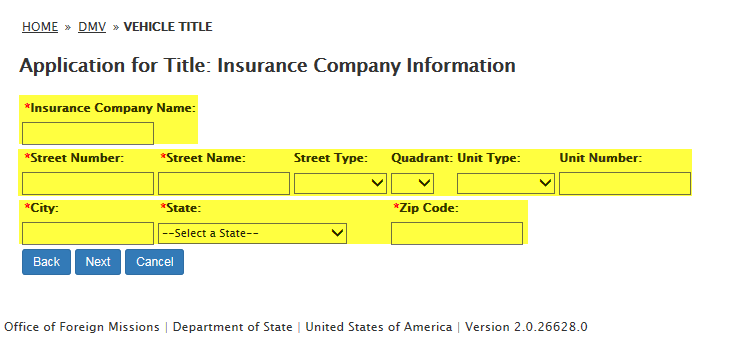 HOME » DMV » VEHICLE TITLE
Application for Title: Insurance Company Information
*Insurance Company Name:
*Street Number: *Street Name: Street Type: Quadrant: Unit Type: Unit Number:
*City: *State: *Zip Code:
--Select a State--
Back Next Cancel
Office of Foreign Missions | Department of State | United States of America | Version 2.0.26628.0